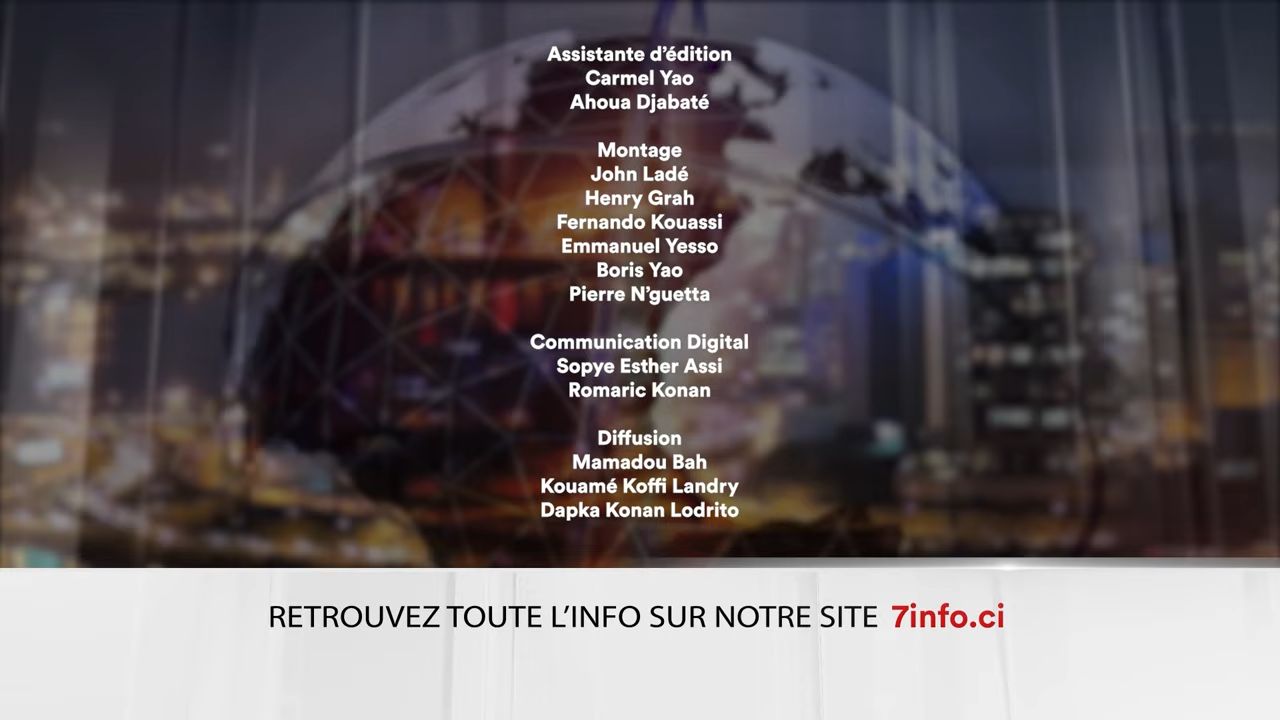 Assistante d’édition
Carmel Yao
Ahoua Djabaté
Montage
John Ladé
Henry Grah
Fernando Kouassi
Emmanuel Yesso
Boris Yao
Pierre N’guetta
Communication Digital
Sopye Esther Assi
Romaric Konan
Diffusion
Mamadou Bah
Kouamé Koffi Landry
Dapka Konan Lodrito
RETROUVEZ TOUTE L’INFO SUR NOTRE SITE 7info.ci